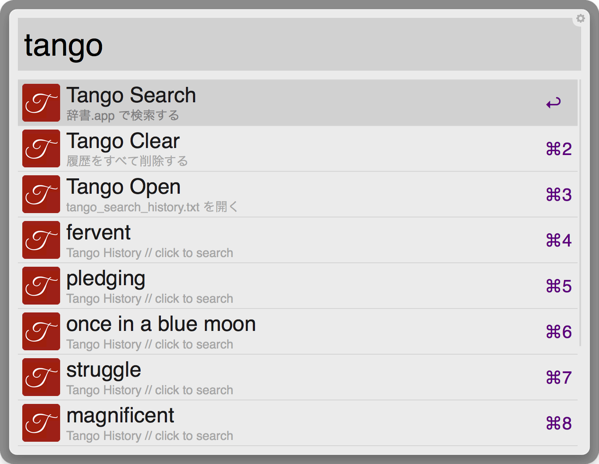 tango
Tango Search
辞書.app で検索する
↩
Tango Clear
履歴をすべて削除する
⌘2
Tango Open
tango_search_history.txt を開く
⌘3
fervent
Tango History // click to search
⌘4
pledging
Tango History // click to search
⌘5
once in a blue moon
Tango History // click to search
⌘6
struggle
Tango History // click to search
⌘7
magnificent
Tango History // click to search
⌘8